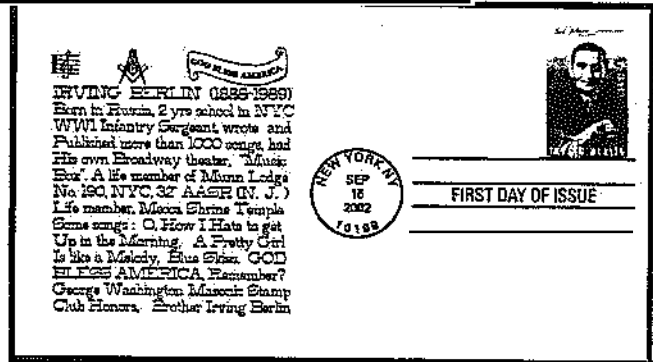 GOD BLESS AMERICA
IRVING BERLIN (1888-1989)
Born in Russia, 2 yrs school in NYC
WW1 Infantry Sergeant, wrote and
Published more than 1000 songs, had
His own Broadway theater, "Music
Box". A life member of Munn Lodge
No. 190, NYC, 32° AASR (N. J. )
Life member, Mecca Shrine Temple
Some songs : O, How I Hate to get
Up in the Morning, A Pretty Girl
Is like a Melody, Blue Skies, GOD
BLESS AMERICA, Remember?
George Washington Masonic Stamp
Club Honors, Brother Irving Berlin
NEW YORK, NY
SEP
2002
10199
FIRST DAY OF ISSUE